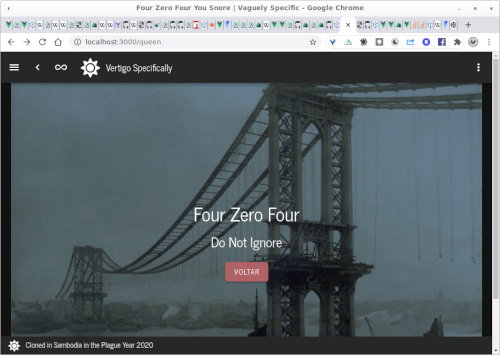 Four Zero Four You Snore | Vaguely Specific - Google Chrome
localhost:3000/queen
Vertigo Specifically
Four Zero Four
Do Not Ignore
VOLTAR
Cloned in Sambodia in the Plague Year 2020